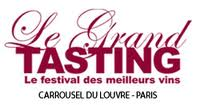 Le Grand
TASTING
Le festival des meilleurs vins
CARROUSEL DU LOUVRE - PARIS